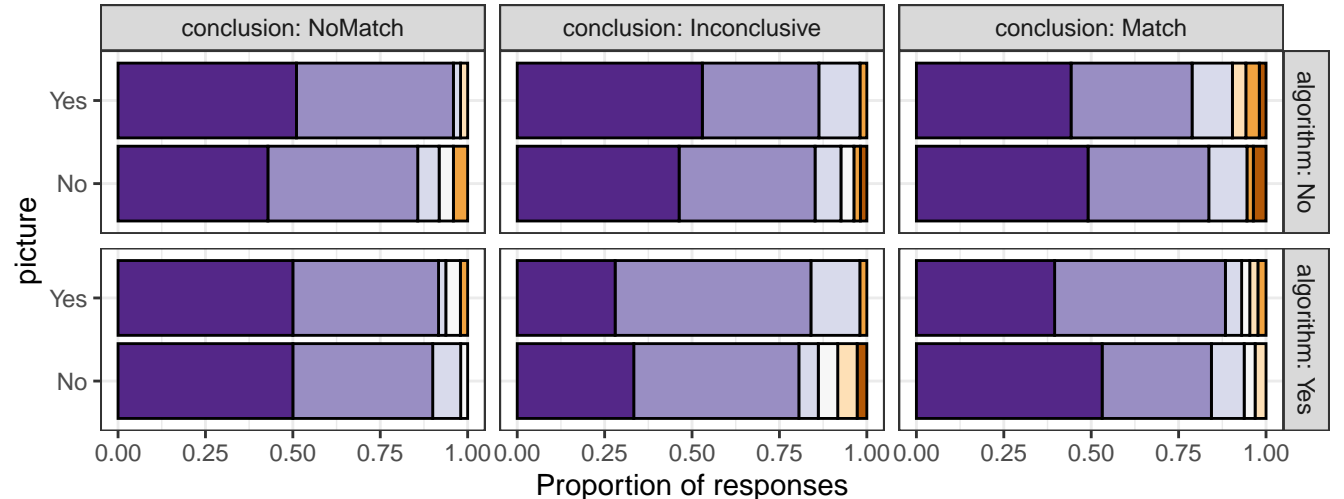 conclusion: NoMatch
conclusion: Inconclusive
conclusion: Match
Yes
No
algorithm: No
picture
Yes
No
algorithm: Yes
0.00 0.25 0.50 0.75 1.00
0.00 0.25 0.50 0.75 1.00
0.00 0.25 0.50 0.75 1.00
Proportion of responses